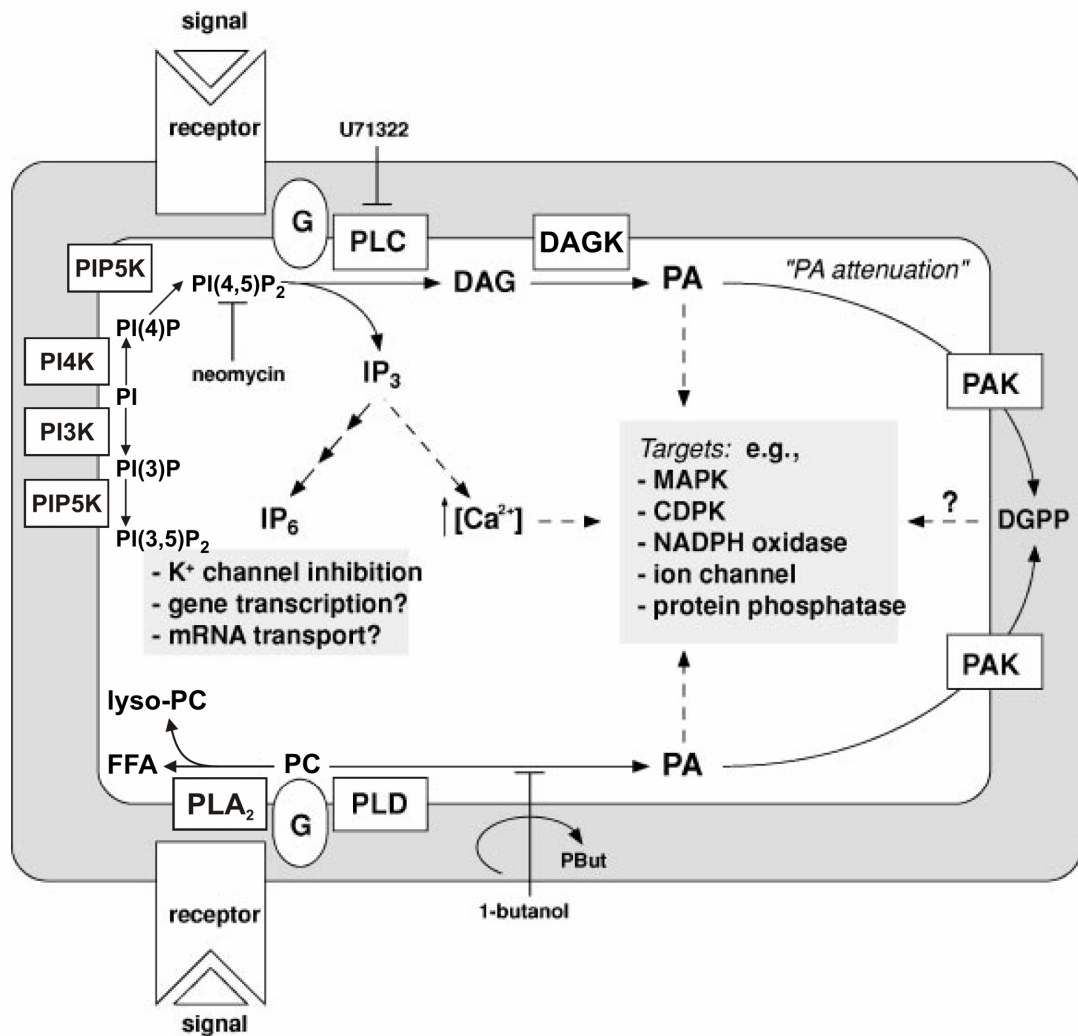 signal
receptor
U71322
G
PLC
DAGK
PIP5K
PI(4,5)P₂
DAG
PA
"PA attenuation"
PI(4)P
PI4K
neomycin
IP₃
PAK
PI
PI3K
PI(3)P
PIP5K
PI(3,5)P₂
IP₆
[Ca²⁺]
Targets: e.g.,
- MAPK
- CDPK
- NADPH oxidase
- ion channel
- protein phosphatase
?
DGPP
- K⁺ channel inhibition
- gene transcription?
- mRNA transport?
PAK
lyso-PC
FFA
PC
PA
PLA₂
G
PLD
PBut
1-butanol
receptor
signal